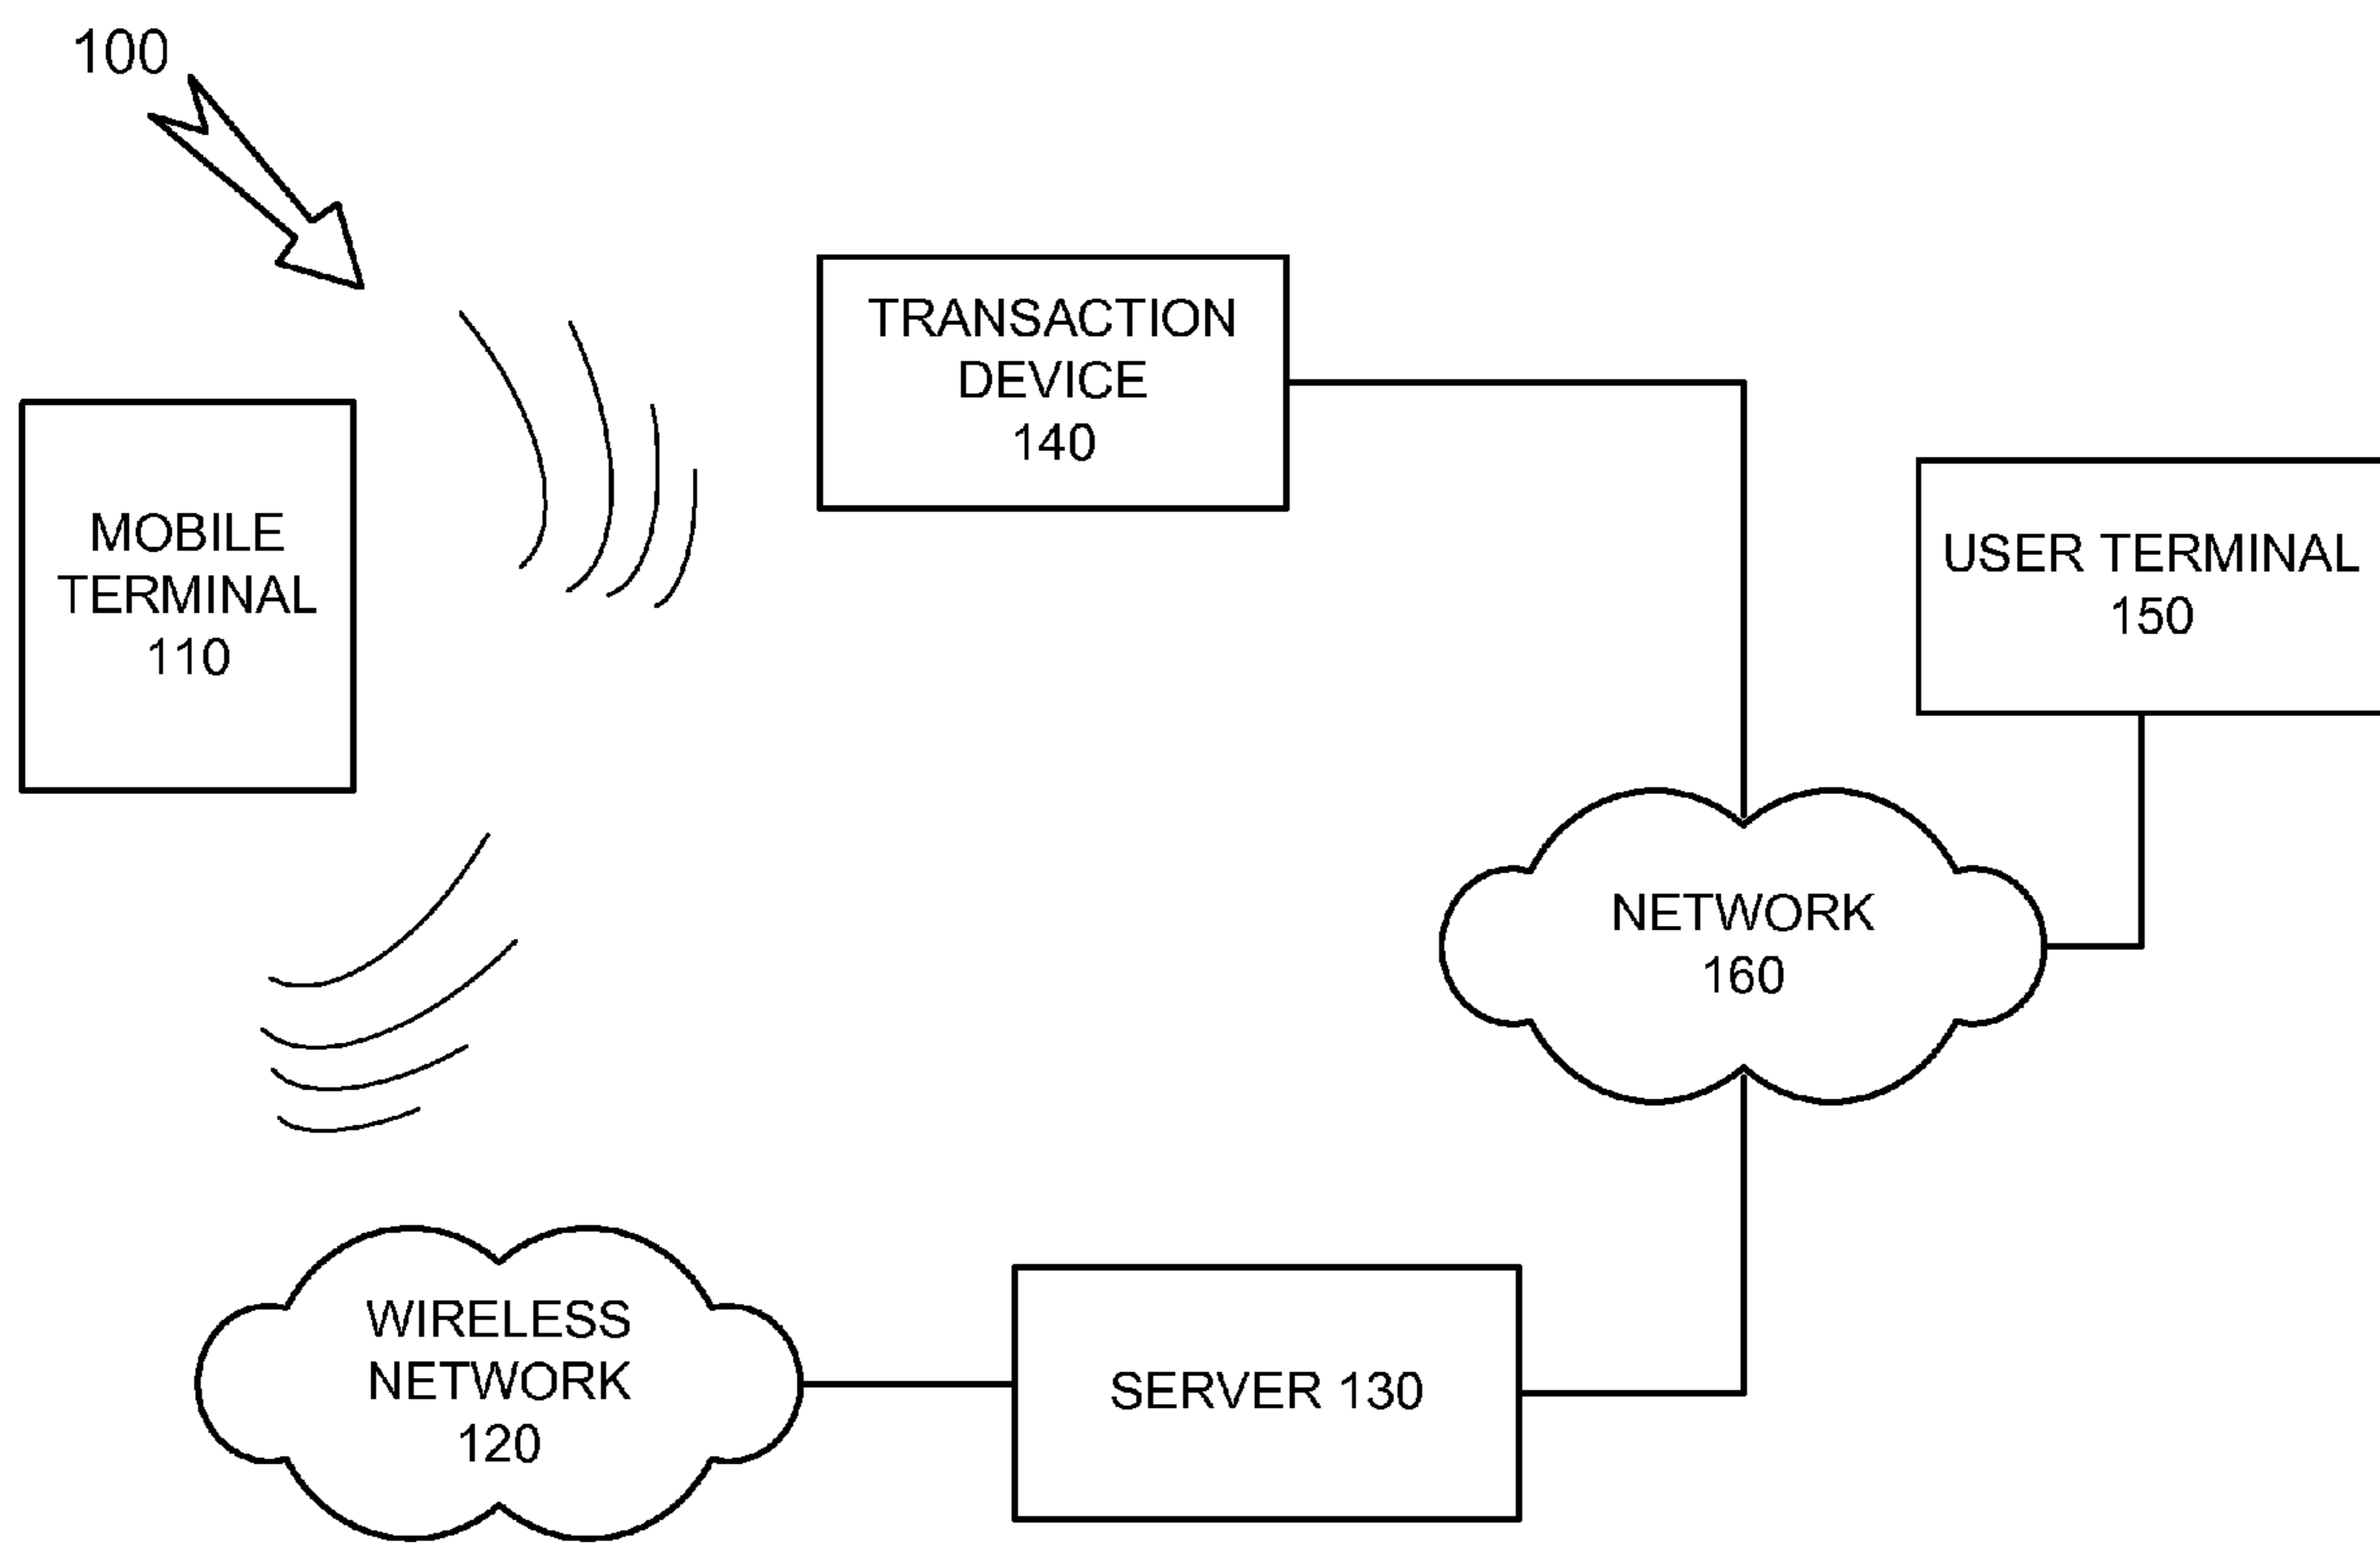 100
TRANSACTION
DEVICE
140
MOBILE
TERMINAL
110
USER TERMINAL
150
NETWORK
160
WIRELESS
NETWORK
120
SERVER 130